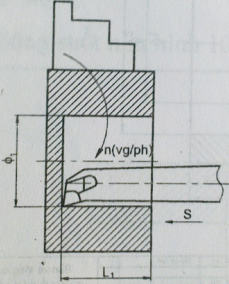 n(vg/ph)
ϕ₁
S
L₁